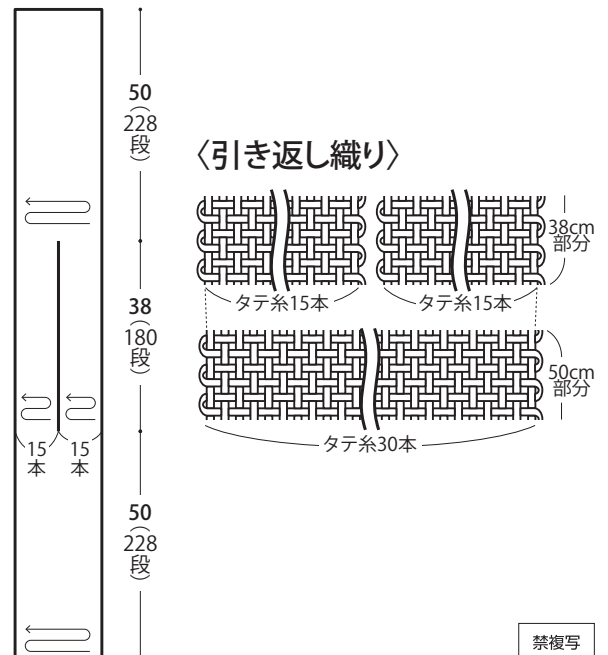 50
(228
段)
〈引き返し織り〉
38cm
部分
タテ糸15本
タテ糸15本
38
(180
段)
50cm
部分
タテ糸30本
15
本
15
本
50
(228
段)
禁複写